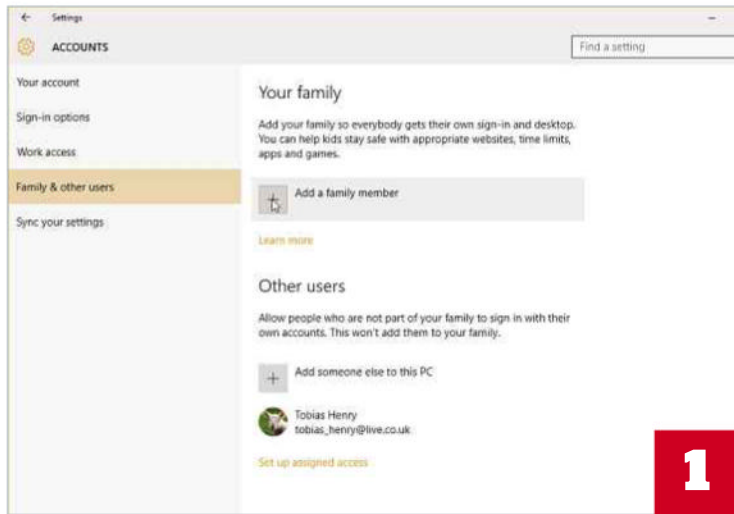 Settings
ACCOUNTS
Find a setting
Your account
Sign-in options
Work access
Family & other users
Sync your settings
Your family
Add your family so everybody gets their own sign-in and desktop.
You can help kids stay safe with appropriate websites, time limits,
apps and games.
Add a family member
Learn more
Other users
Allow people who are not part of your family to sign in with their
own accounts. This won't add them to your family.
Add someone else to this PC
Tobias Henry
tobias_henry@live.co.uk
Set up assigned access
1